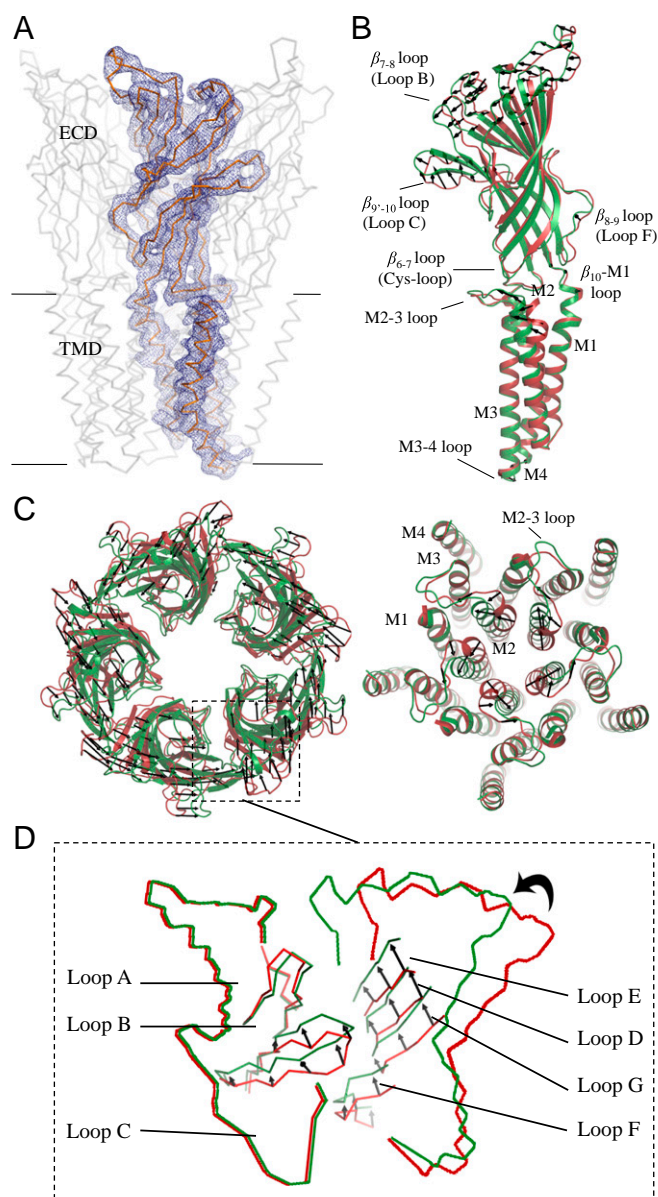 A
ECD
TMD
B
β7-8 loop
(Loop B)
β9'-10 loop
(Loop C)
β8-9 loop
(Loop F)
β6-7 loop
(Cys-loop)
β10-M1
loop
M2
M2-3 loop
M1
M3
M3-4 loop
M4
C
M4
M3
M2-3 loop
M1
M2
D
Loop A
Loop B
Loop C
Loop E
Loop D
Loop G
Loop F